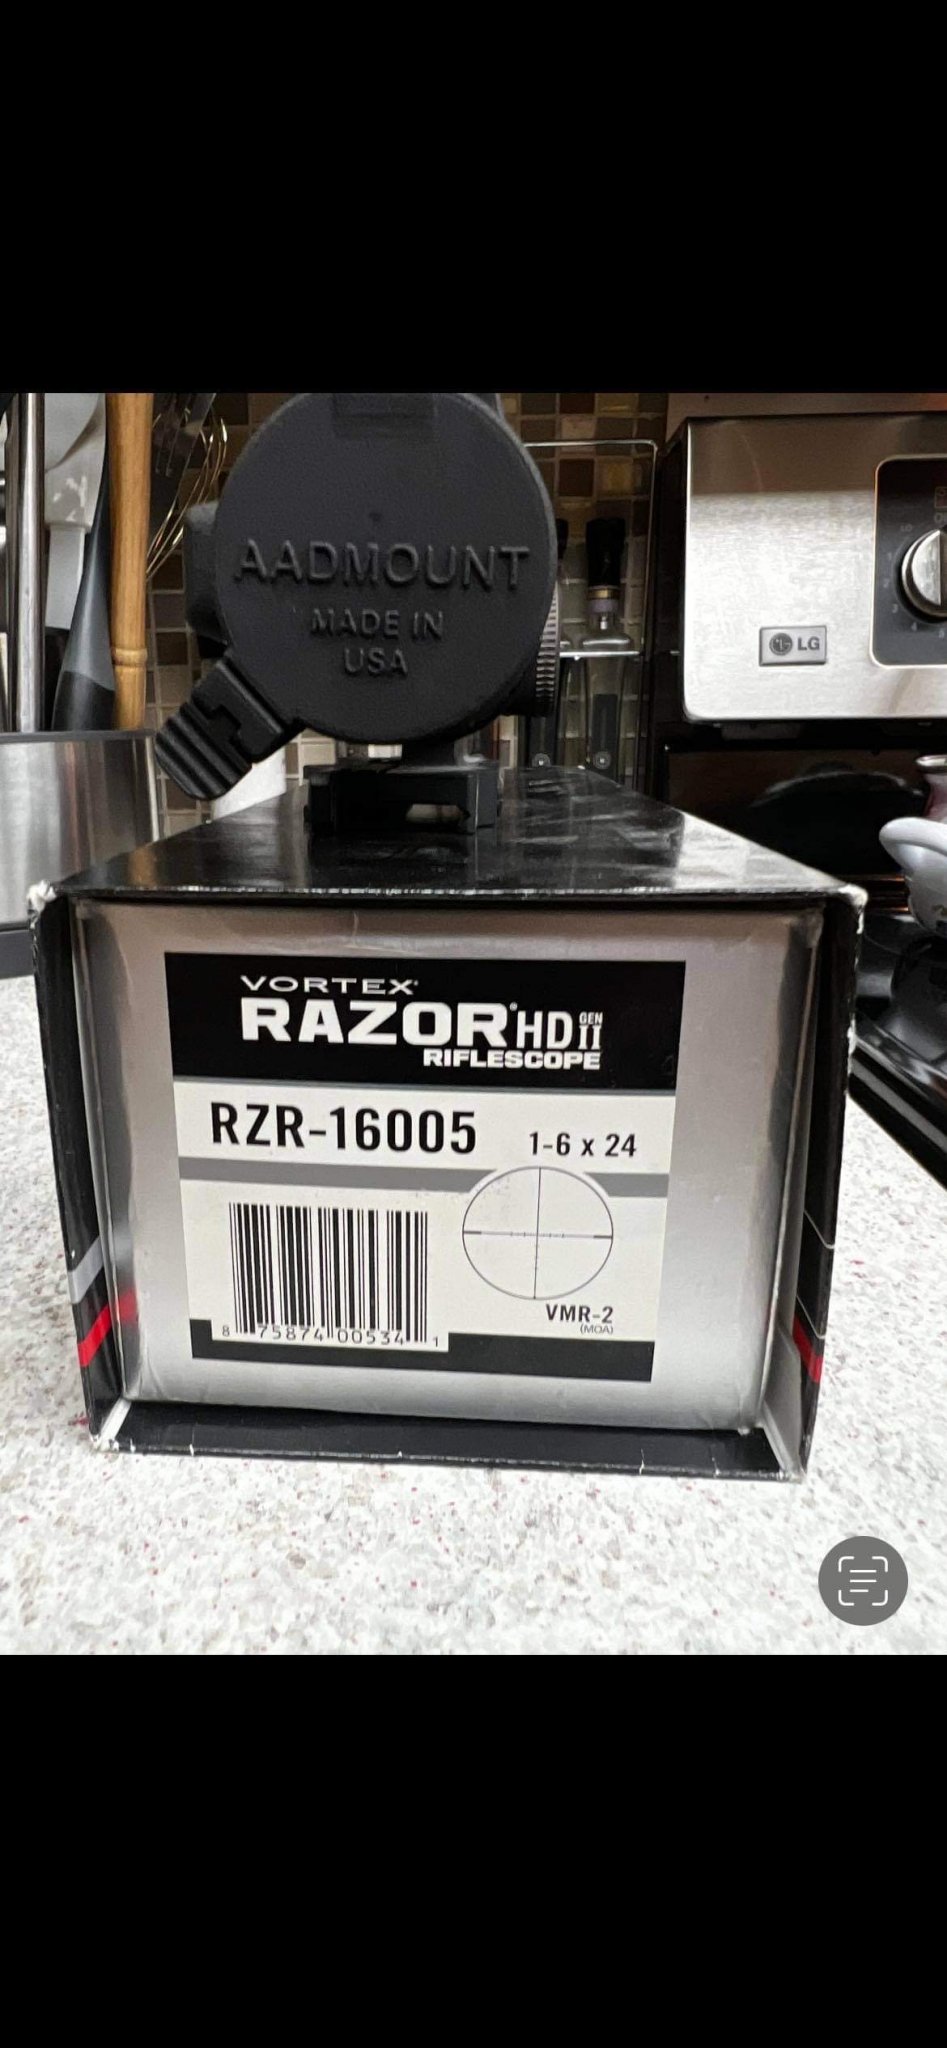 AADMOUNT
MADE IN
USA
LG
VORTEX®
RAZOR® HD GEN II
RIFLESCOPE
RZR-16005 1-6 x 24
8 75874 00534 1
VMR-2
(MOA)